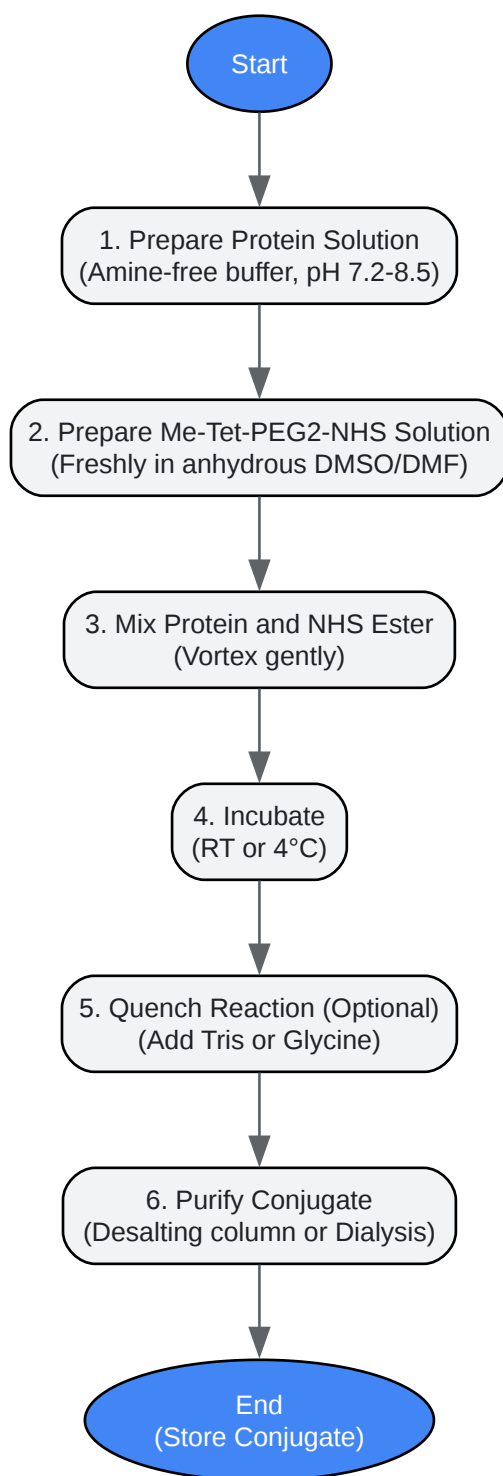 Start
1. Prepare Protein Solution
(Amine-free buffer, pH 7.2-8.5)
2. Prepare Me-Tet-PEG2-NHS Solution
(Freshly in anhydrous DMSO/DMF)
3. Mix Protein and NHS Ester
(Vortex gently)
4. Incubate
(RT or 4°C)
5. Quench Reaction (Optional)
(Add Tris or Glycine)
6. Purify Conjugate
(Desalting column or Dialysis)
End
(Store Conjugate)